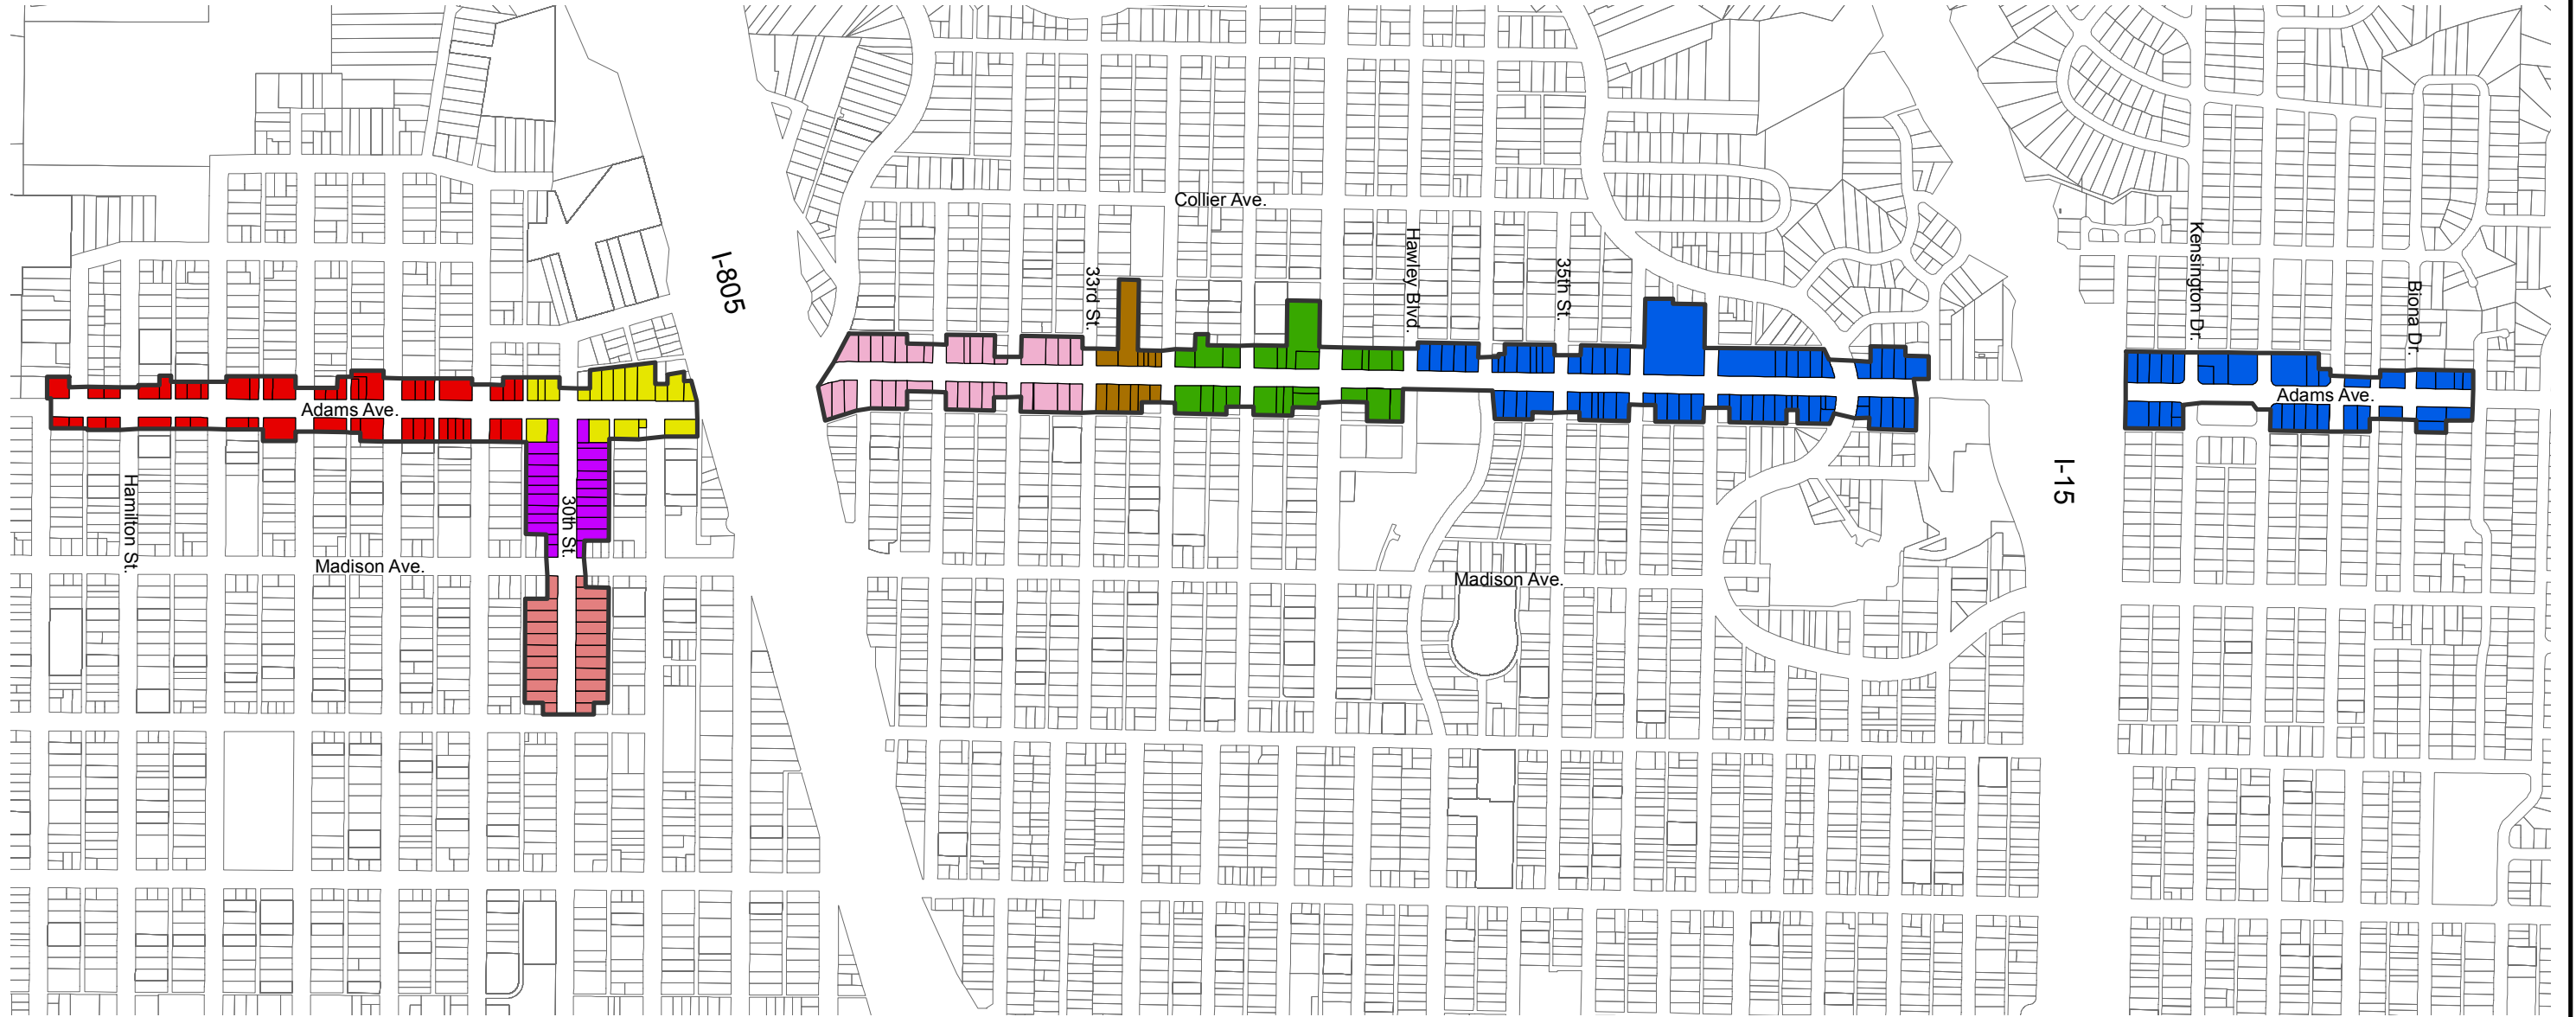 Collier Ave.
I-805
33rd St.
Hawley Blvd.
35th St.
Kensington Dr.
Biona Dr.
Adams Ave.
Adams Ave.
Hamilton St.
30th St.
I-15
Madison Ave.
Madison Ave.